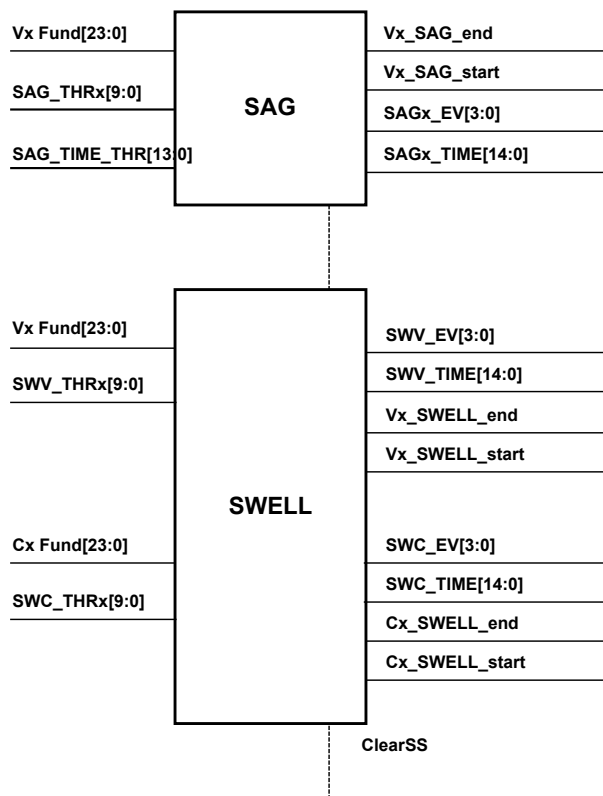 Vx Fund[23:0]
SAG_THRx[9:0]
SAG_TIME_THR[13:0]
SAG
Vx_SAG_end
Vx_SAG_start
SAGx_EV[3:0]
SAGx_TIME[14:0]
Vx Fund[23:0]
SWV_THRx[9:0]
Cx Fund[23:0]
SWC_THRx[9:0]
SWELL
SWV_EV[3:0]
SWV_TIME[14:0]
Vx_SWELL_end
Vx_SWELL_start
SWC_EV[3:0]
SWC_TIME[14:0]
Cx_SWELL_end
Cx_SWELL_start
ClearSS